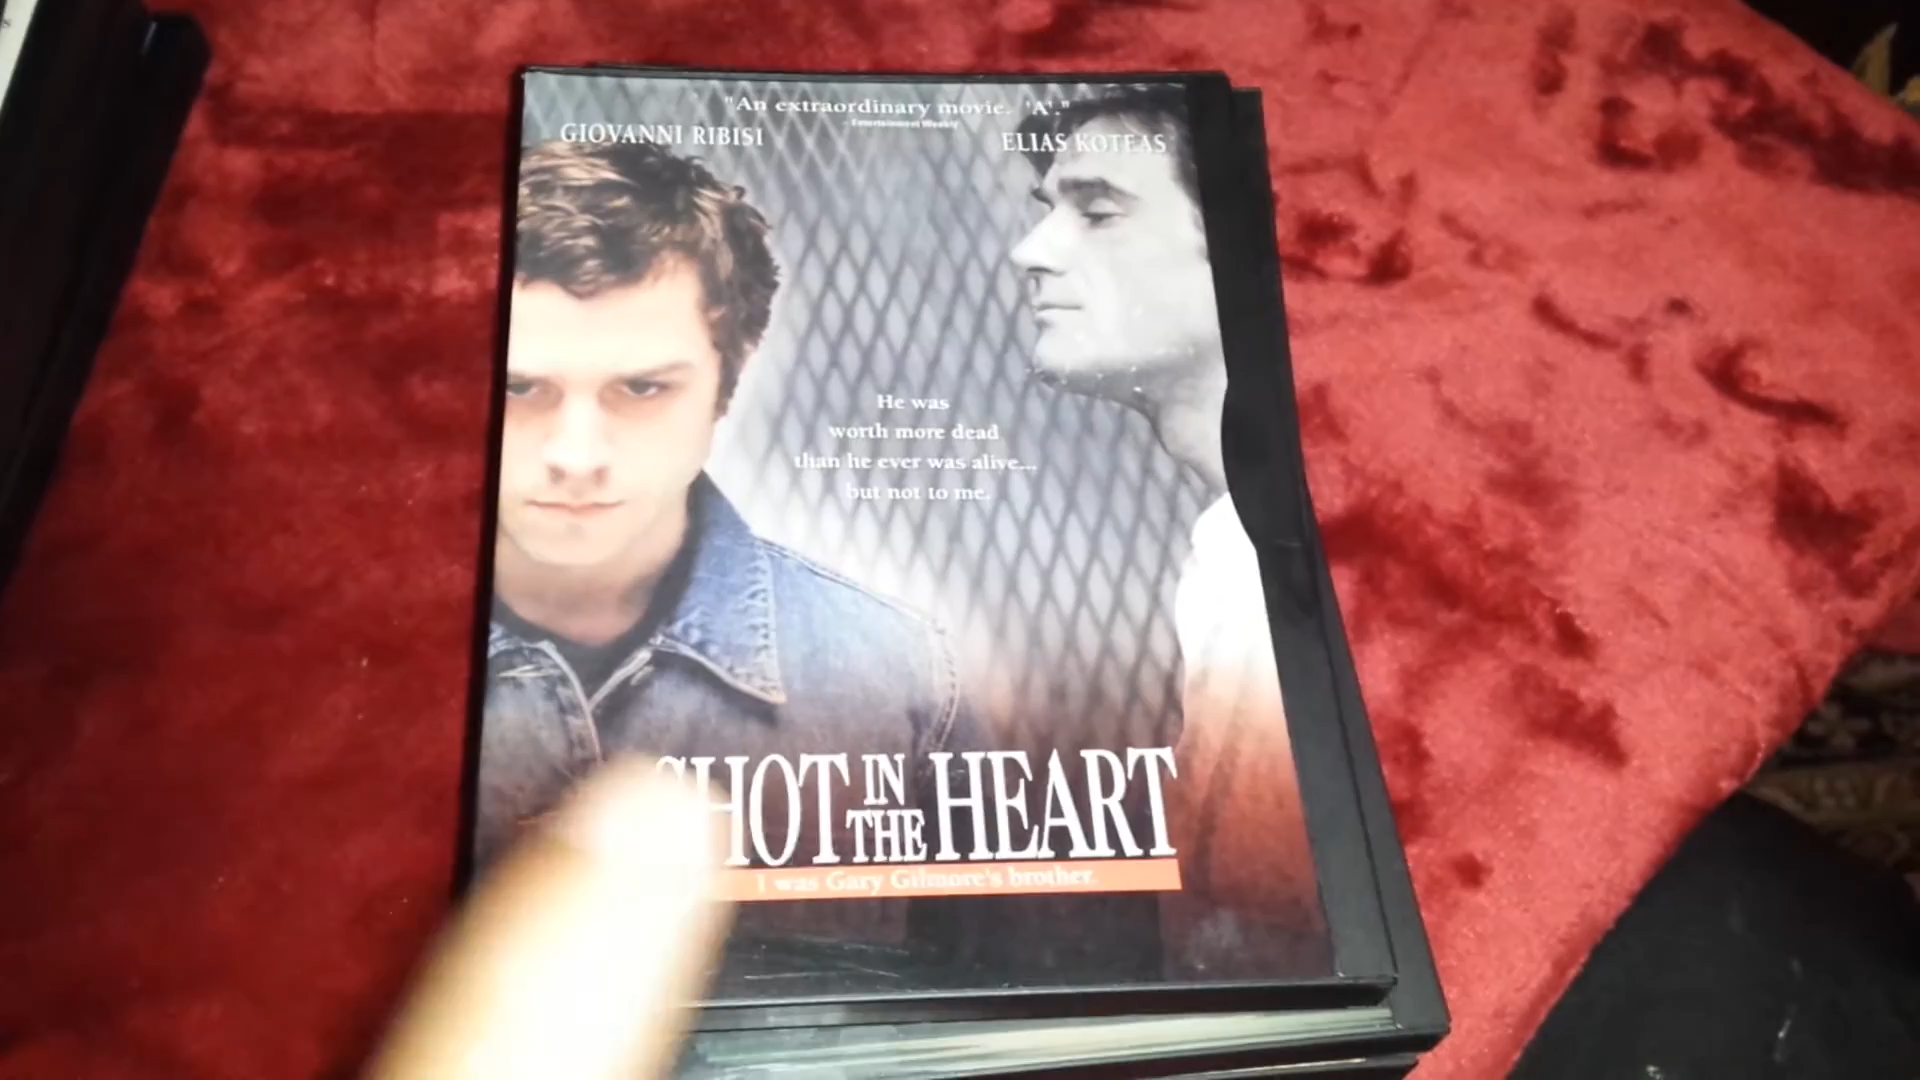 "An extraordinary movie. 'A'."
- Entertainment Weekly
GIOVANNI RIBISI
ELIAS KOTEAS
He was
worth more dead
than he ever was alive...
but not to me.
SHOT IN THE HEART
I was Gary Gilmore's brother.